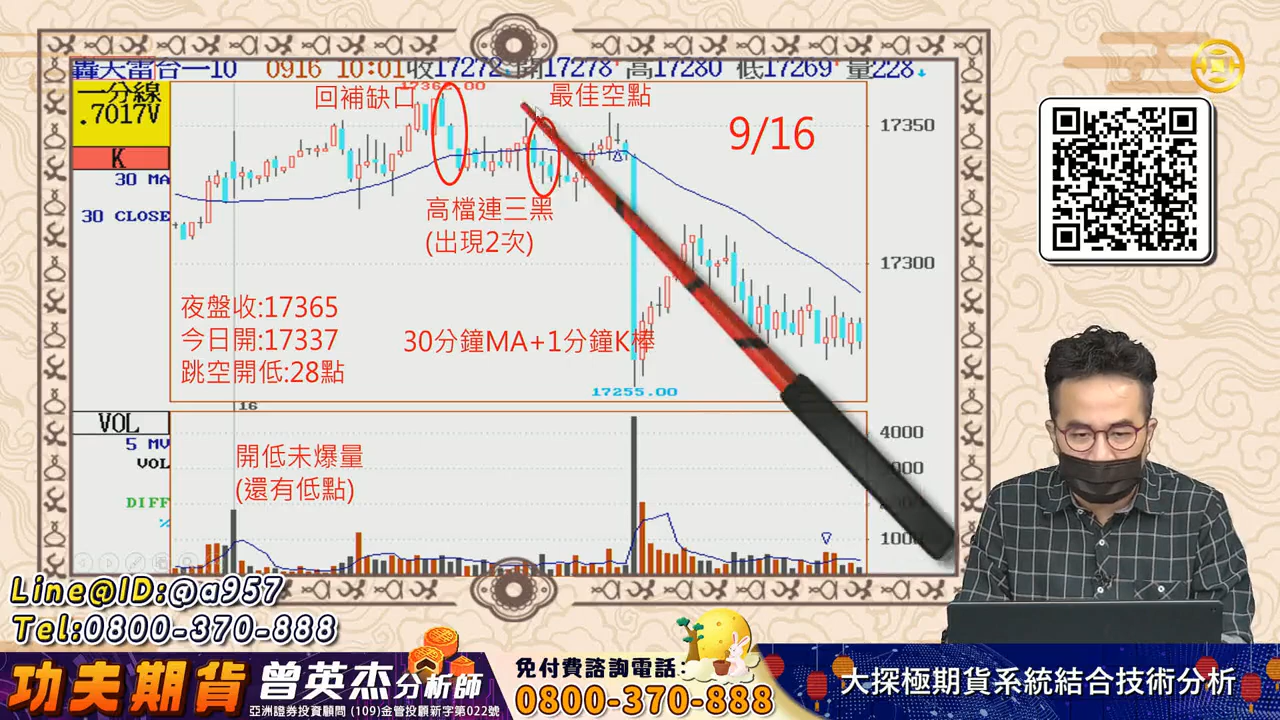 轟天雷台一10 0916 10:01收17272 開17278 高17280 低17269 量228
一分線
.7017V
K
30 MA
30 CLOSE
回補缺口
17362.00
最佳空點
9/16
17350
高檔連三黑
(出現2次)
17300
夜盤收:17365
今日開:17337
跳空開低:28點
30分鐘MA+1分鐘K棒
17255.00
16
VOL
5 MV
VOL
DIFF
%
開低未爆量
(還有低點)
4000
1000
Line@ID:@a957
Tel:0800-370-888
功夫期貨
曾英杰分析師
亞洲證券投資顧問 (109)金管投顧新字第022號
免付費諮詢電話:
0800-370-888
大探極期貨系統結合技術分析